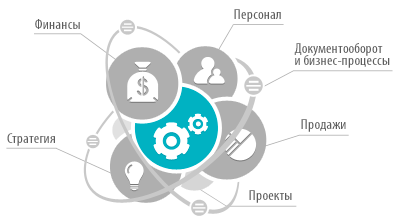 Персонал
Финансы
Документооборот
и бизнес-процессы
Продажи
Стратегия
Проекты
$